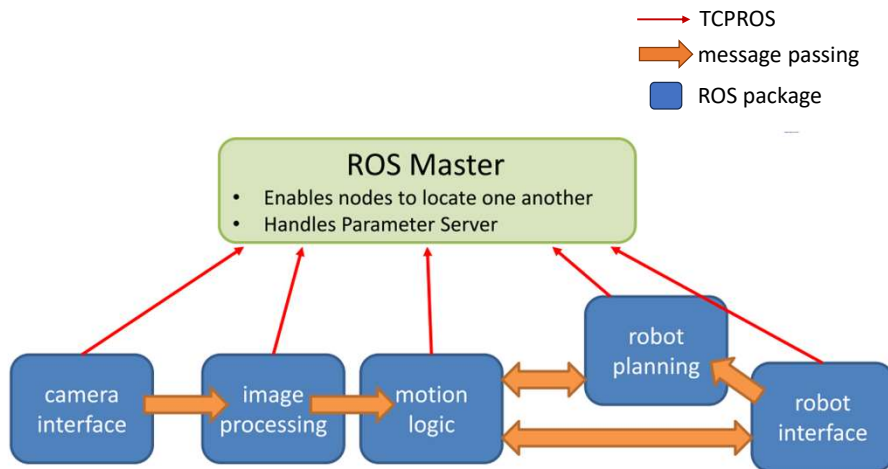 TCPROS
message passing
ROS package
ROS Master
• Enables nodes to locate one another
• Handles Parameter Server
camera
interface
image
processing
motion
logic
robot
planning
robot
interface